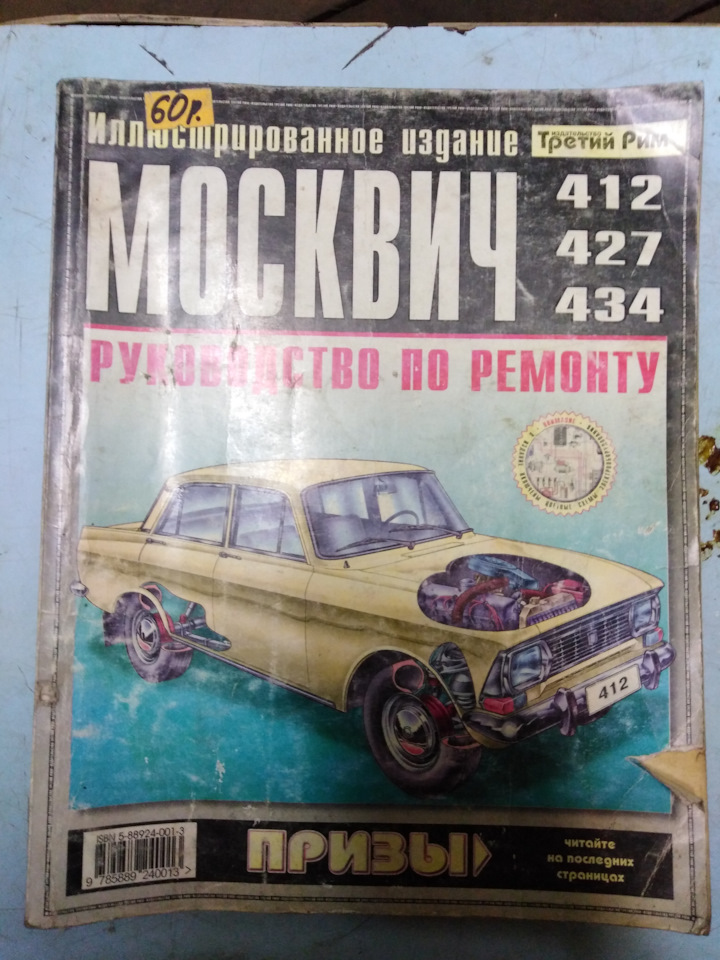 60р.
Иллюстрированное издание
издательство
Третий Рим
МОСКВИЧ
412
427
434
РУКОВОДСТВО ПО РЕМОНТУ
412
ISBN 5-88924-001-3
9 785889 240013 >
ПРИЗЫ
читайте
на последних
страницах